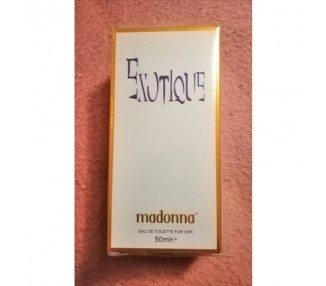 EXOTIQUE
madonna®
EAU DE TOILETTE FOR HER
50ml e